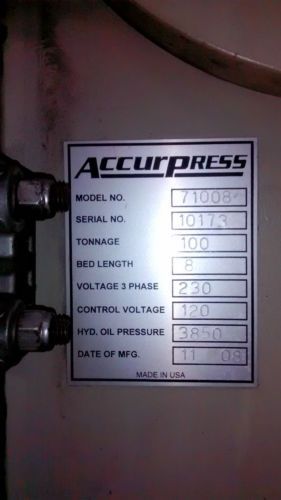 ACCURPRESS
MODEL NO. 71008
SERIAL NO. 10173
TONNAGE 100
BED LENGTH 8
VOLTAGE 3 PHASE 230
CONTROL VOLTAGE 120
HYD. OIL PRESSURE 3850
DATE OF MFG. 11 08
MADE IN USA